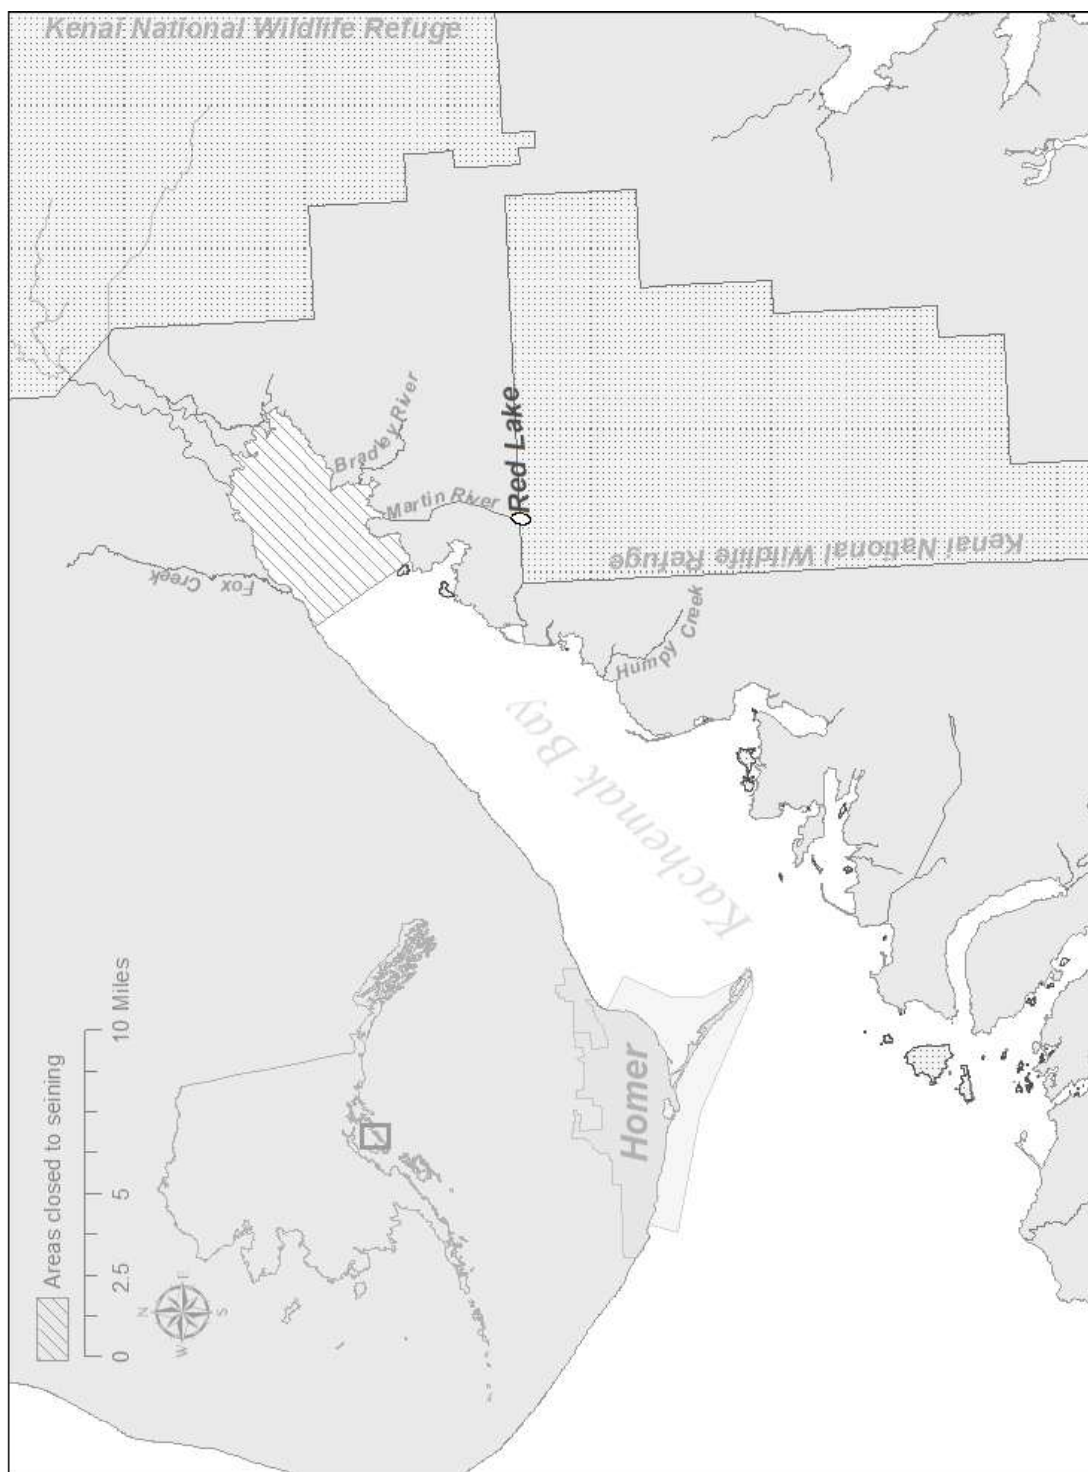 Areas closed to seining
0 2.5 5 10 Miles
N
W E
S
Kenai National Wildlife Refuge
Fox
Creek
Bradley River
Martin River
Red Lake
Kenai National Wildlife Refuge
Humpy Creek
Kachemak Bay
Homer